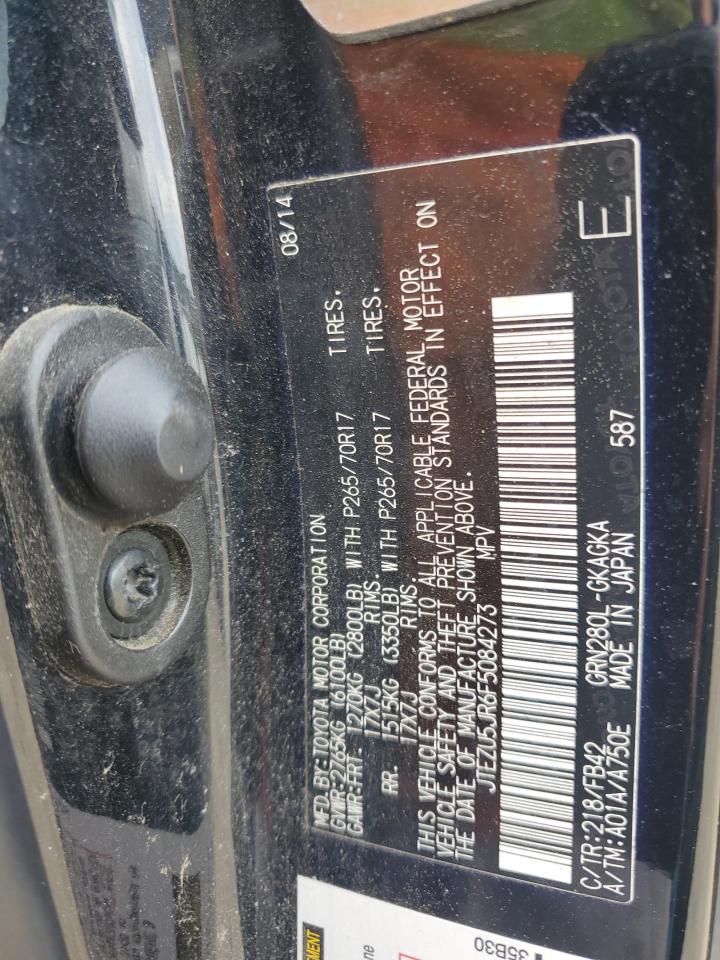 MFD.BY:TOYOTA MOTOR CORPORATION 08/14
GVWR:2765KG (6100LB)
GAWR:FRT. 1270KG (2800LB) WITH P265/70R17 TIRES.
17X7J RIMS.
RR. 1515KG (3350LB) WITH P265/70R17 TIRES.
17X7J RIMS.
THIS VEHICLE CONFORMS TO ALL APPLICABLE FEDERAL MOTOR
VEHICLE SAFETY AND THEFT PREVENTION STANDARDS IN EFFECT ON
THE DATE OF MANUFACTURE SHOWN ABOVE.
JTEZU5JR6F5084273 MPV
C/TR:218/FB42 GRN280L-GKAGKA E
A/TM:A01A/A750E MADE IN JAPAN 587
35B30